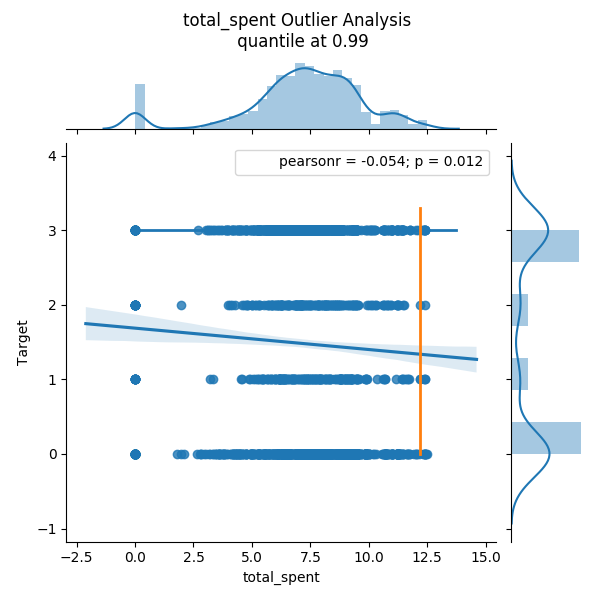 total_spent Outlier Analysis
quantile at 0.99
pearsonr = -0.054; p = 0.012
4
3
2
1
0
−1
Target
−2.5 0.0 2.5 5.0 7.5 10.0 12.5 15.0
total_spent